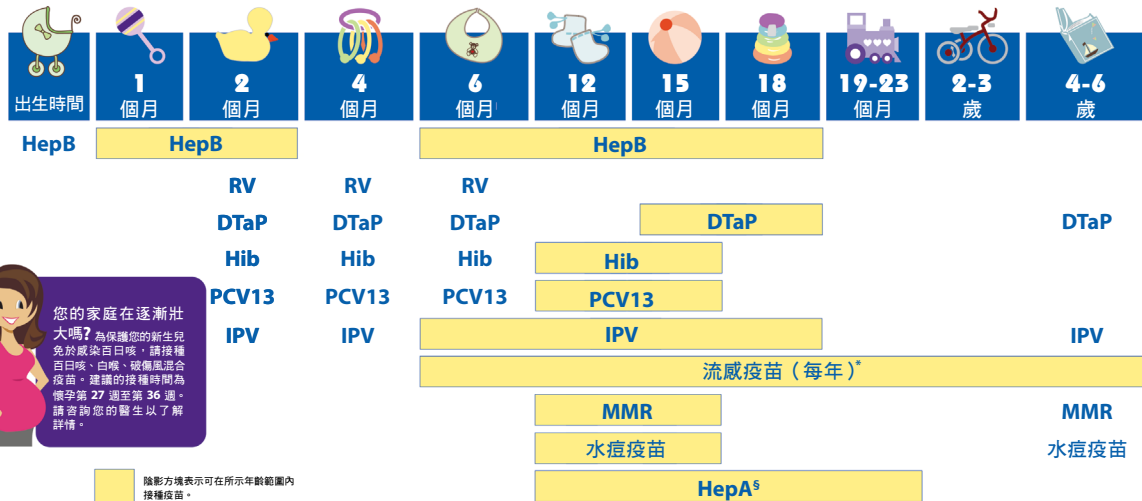 出生時間
1
個月
2
個月
4
個月
6
個月
12
個月
15
個月
18
個月
19-23
個月
2-3
歲
4-6
歲
HepB HepB HepB
RV RV RV
DTaP DTaP DTaP DTaP DTaP
Hib Hib Hib Hib
PCV13 PCV13 PCV13 PCV13
IPV IPV IPV IPV
流感疫苗（每年）*
MMR MMR
水痘疫苗 水痘疫苗
HepA§
您的家庭在逐漸壯
大嗎? 為保護您的新生兒
免於感染百日咳，請接種
百日咳、白喉、破傷風混合
疫苗。建議的接種時間為
懷孕第 27 週至第 36 週。
請咨詢您的醫生以了解
詳情。
陰影方塊表示可在所示年齡範圍內
接種疫苗。